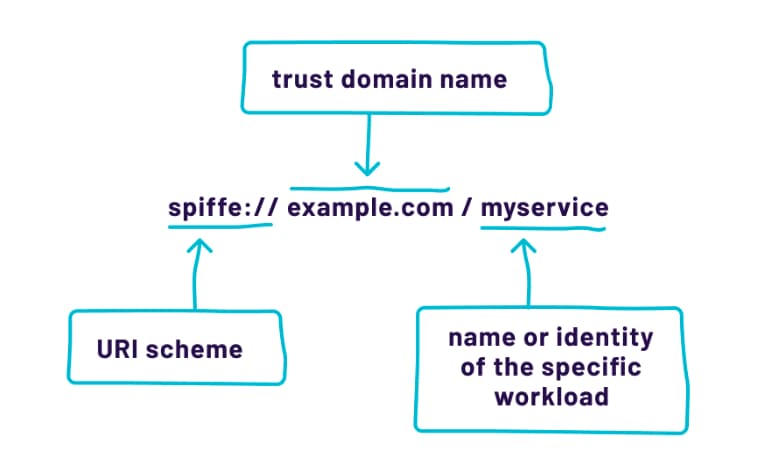 trust domain name
spiffe:// example.com / myservice
URI scheme
name or identity
of the specific
workload